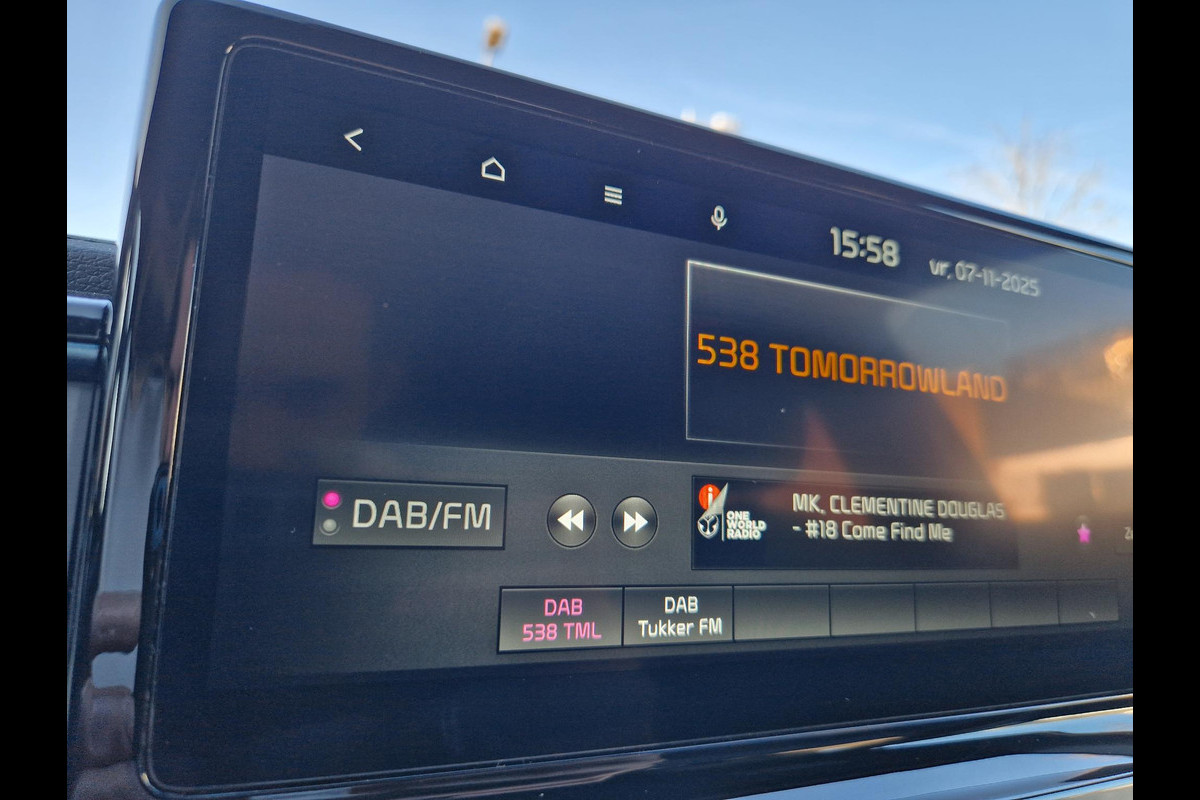 15:58
vr, 07-11-2025
538 TOMORROWLAND
DAB/FM
ONE
WORLD
RADIO
MK, CLEMENTINE DOUGLAS
- #18 Come Find Me
DAB
538 TML
DAB
Tukker FM